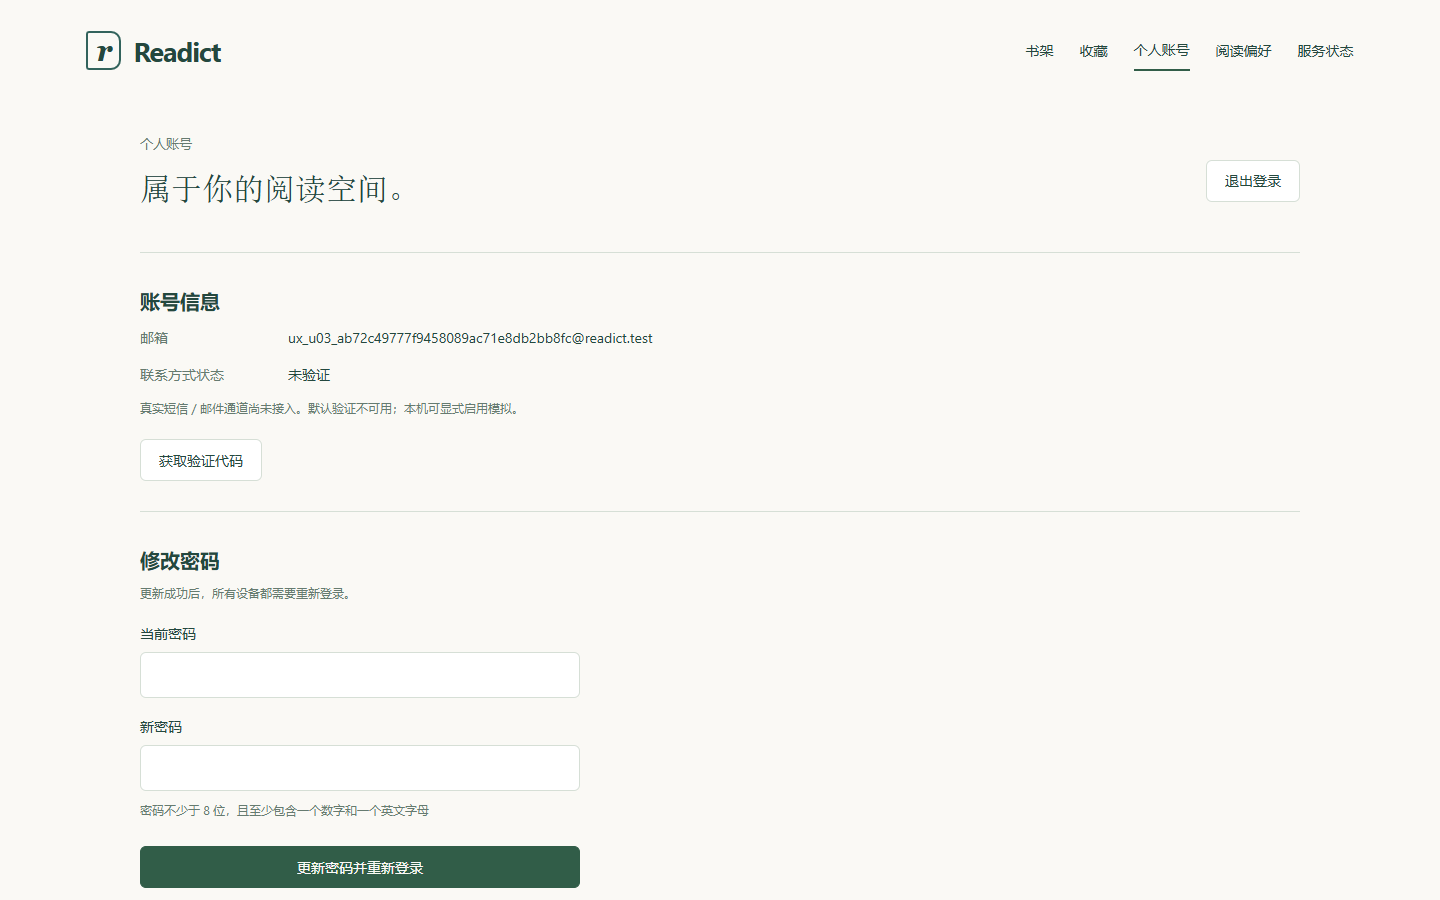 r Readict
书架 收藏 个人账号 阅读偏好 服务状态
个人账号
属于你的阅读空间。
退出登录
账号信息
邮箱 ux_u03_ab72c49777f9458089ac71e8db2bb8fc@readict.test
联系方式状态 未验证
真实短信 / 邮件通道尚未接入。默认验证不可用；本机可显式启用模拟。
获取验证代码
修改密码
更新成功后，所有设备都需要重新登录。
当前密码
新密码
密码不少于 8 位，且至少包含一个数字和一个英文字母
更新密码并重新登录